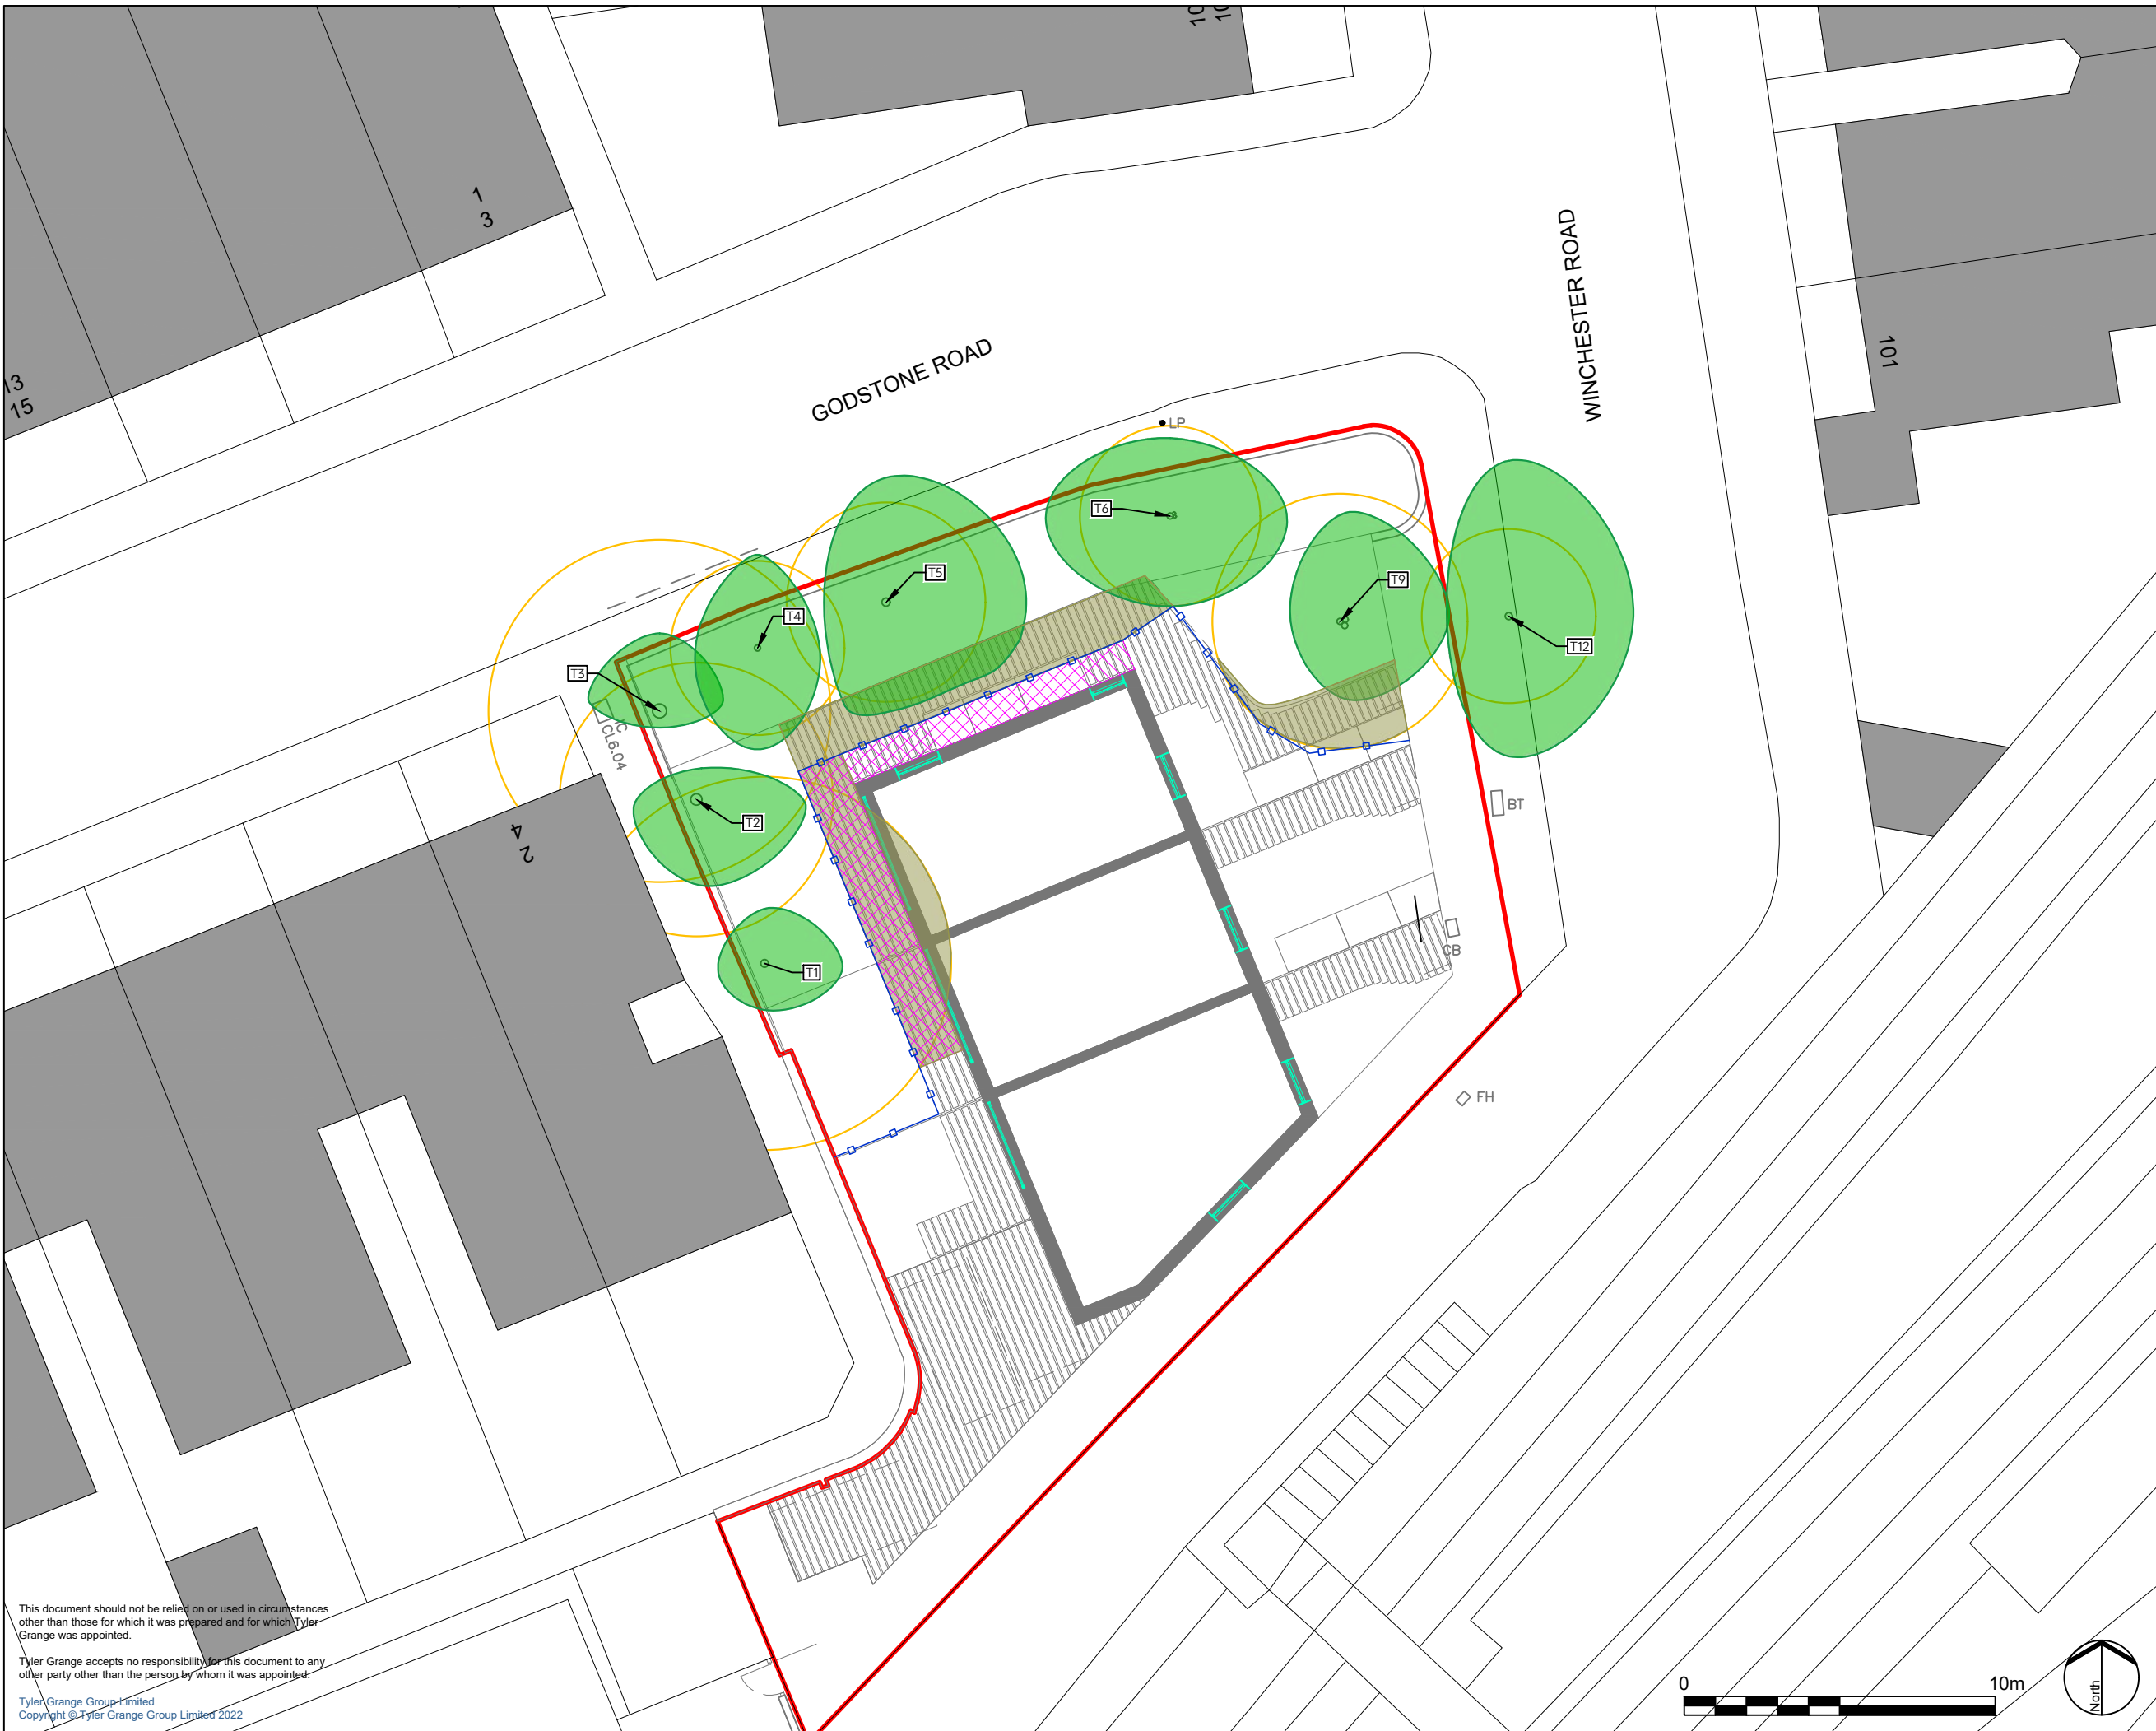 1
3
13
15
GODSTONE ROAD
WINCHESTER ROAD
101
LP
T6
T5
T9
T4
T12
T3
IC
CL6.04
T2
BT
2
4
T1
CB
FH
This document should not be relied on or used in circumstances
other than those for which it was prepared and for which Tyler
Grange was appointed.
Tyler Grange accepts no responsibility for this document to any
other party other than the person by whom it was appointed.
Tyler Grange Group Limited
Copyright © Tyler Grange Group Limited 2022
0
10m
North